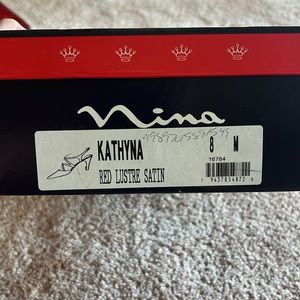 nina
KATHYNA 8 M
16784
RED LUSTRE SATIN